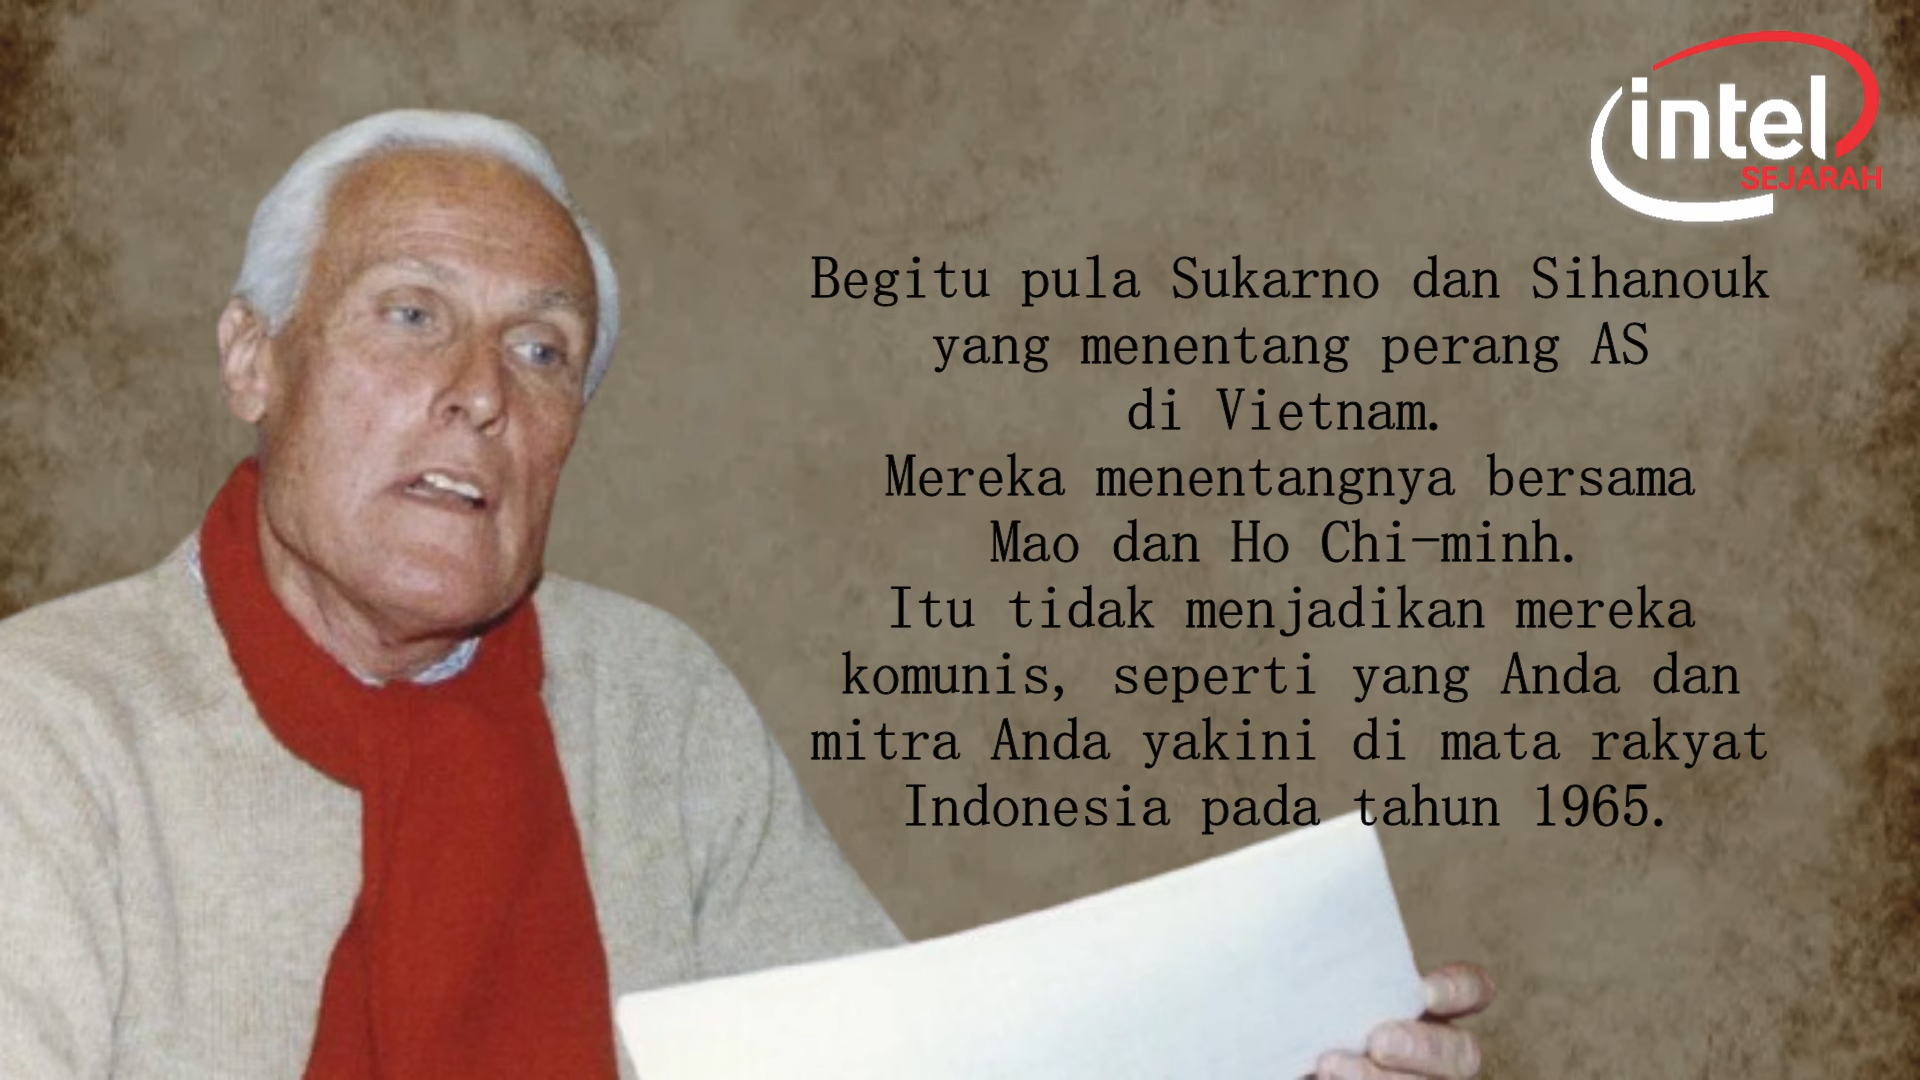 intel
SEJARAH
Begitu pula Sukarno dan Sihanouk
yang menentang perang AS
di Vietnam.
Mereka menentangnya bersama
Mao dan Ho Chi-minh.
Itu tidak menjadikan mereka
komunis, seperti yang Anda dan
mitra Anda yakini di mata rakyat
Indonesia pada tahun 1965.